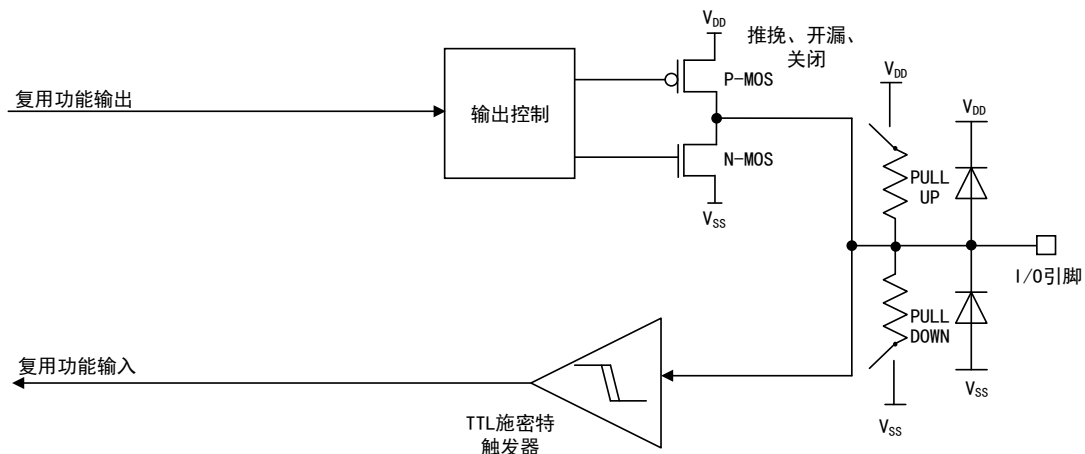 V_DD
推挽、开漏、
关闭
P-MOS
复用功能输出
输出控制
N-MOS
V_SS
V_DD
V_DD
PULL
UP
I/O引脚
PULL
DOWN
V_SS
V_SS
复用功能输入
TTL施密特
触发器